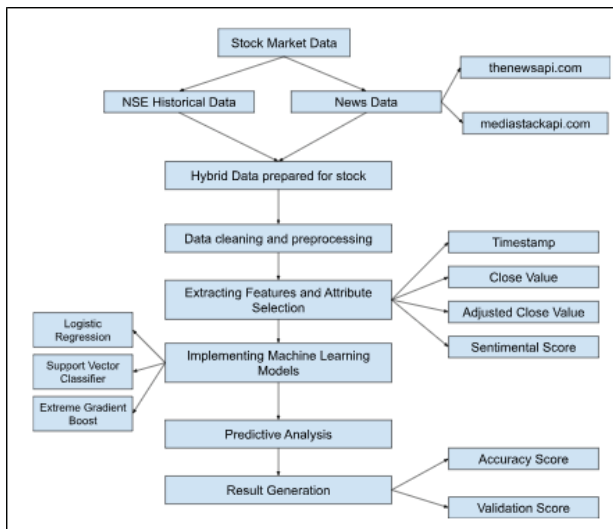 Stock Market Data
thenewsapi.com
NSE Historical Data
News Data
mediastackapi.com
Hybrid Data prepared for stock
Data cleaning and preprocessing
Timestamp
Close Value
Extracting Features and Attribute
Selection
Adjusted Close Value
Sentimental Score
Logistic
Regression
Implementing Machine Learning
Models
Support Vector
Classifier
Extreme Gradient
Boost
Predictive Analysis
Accuracy Score
Result Generation
Validation Score